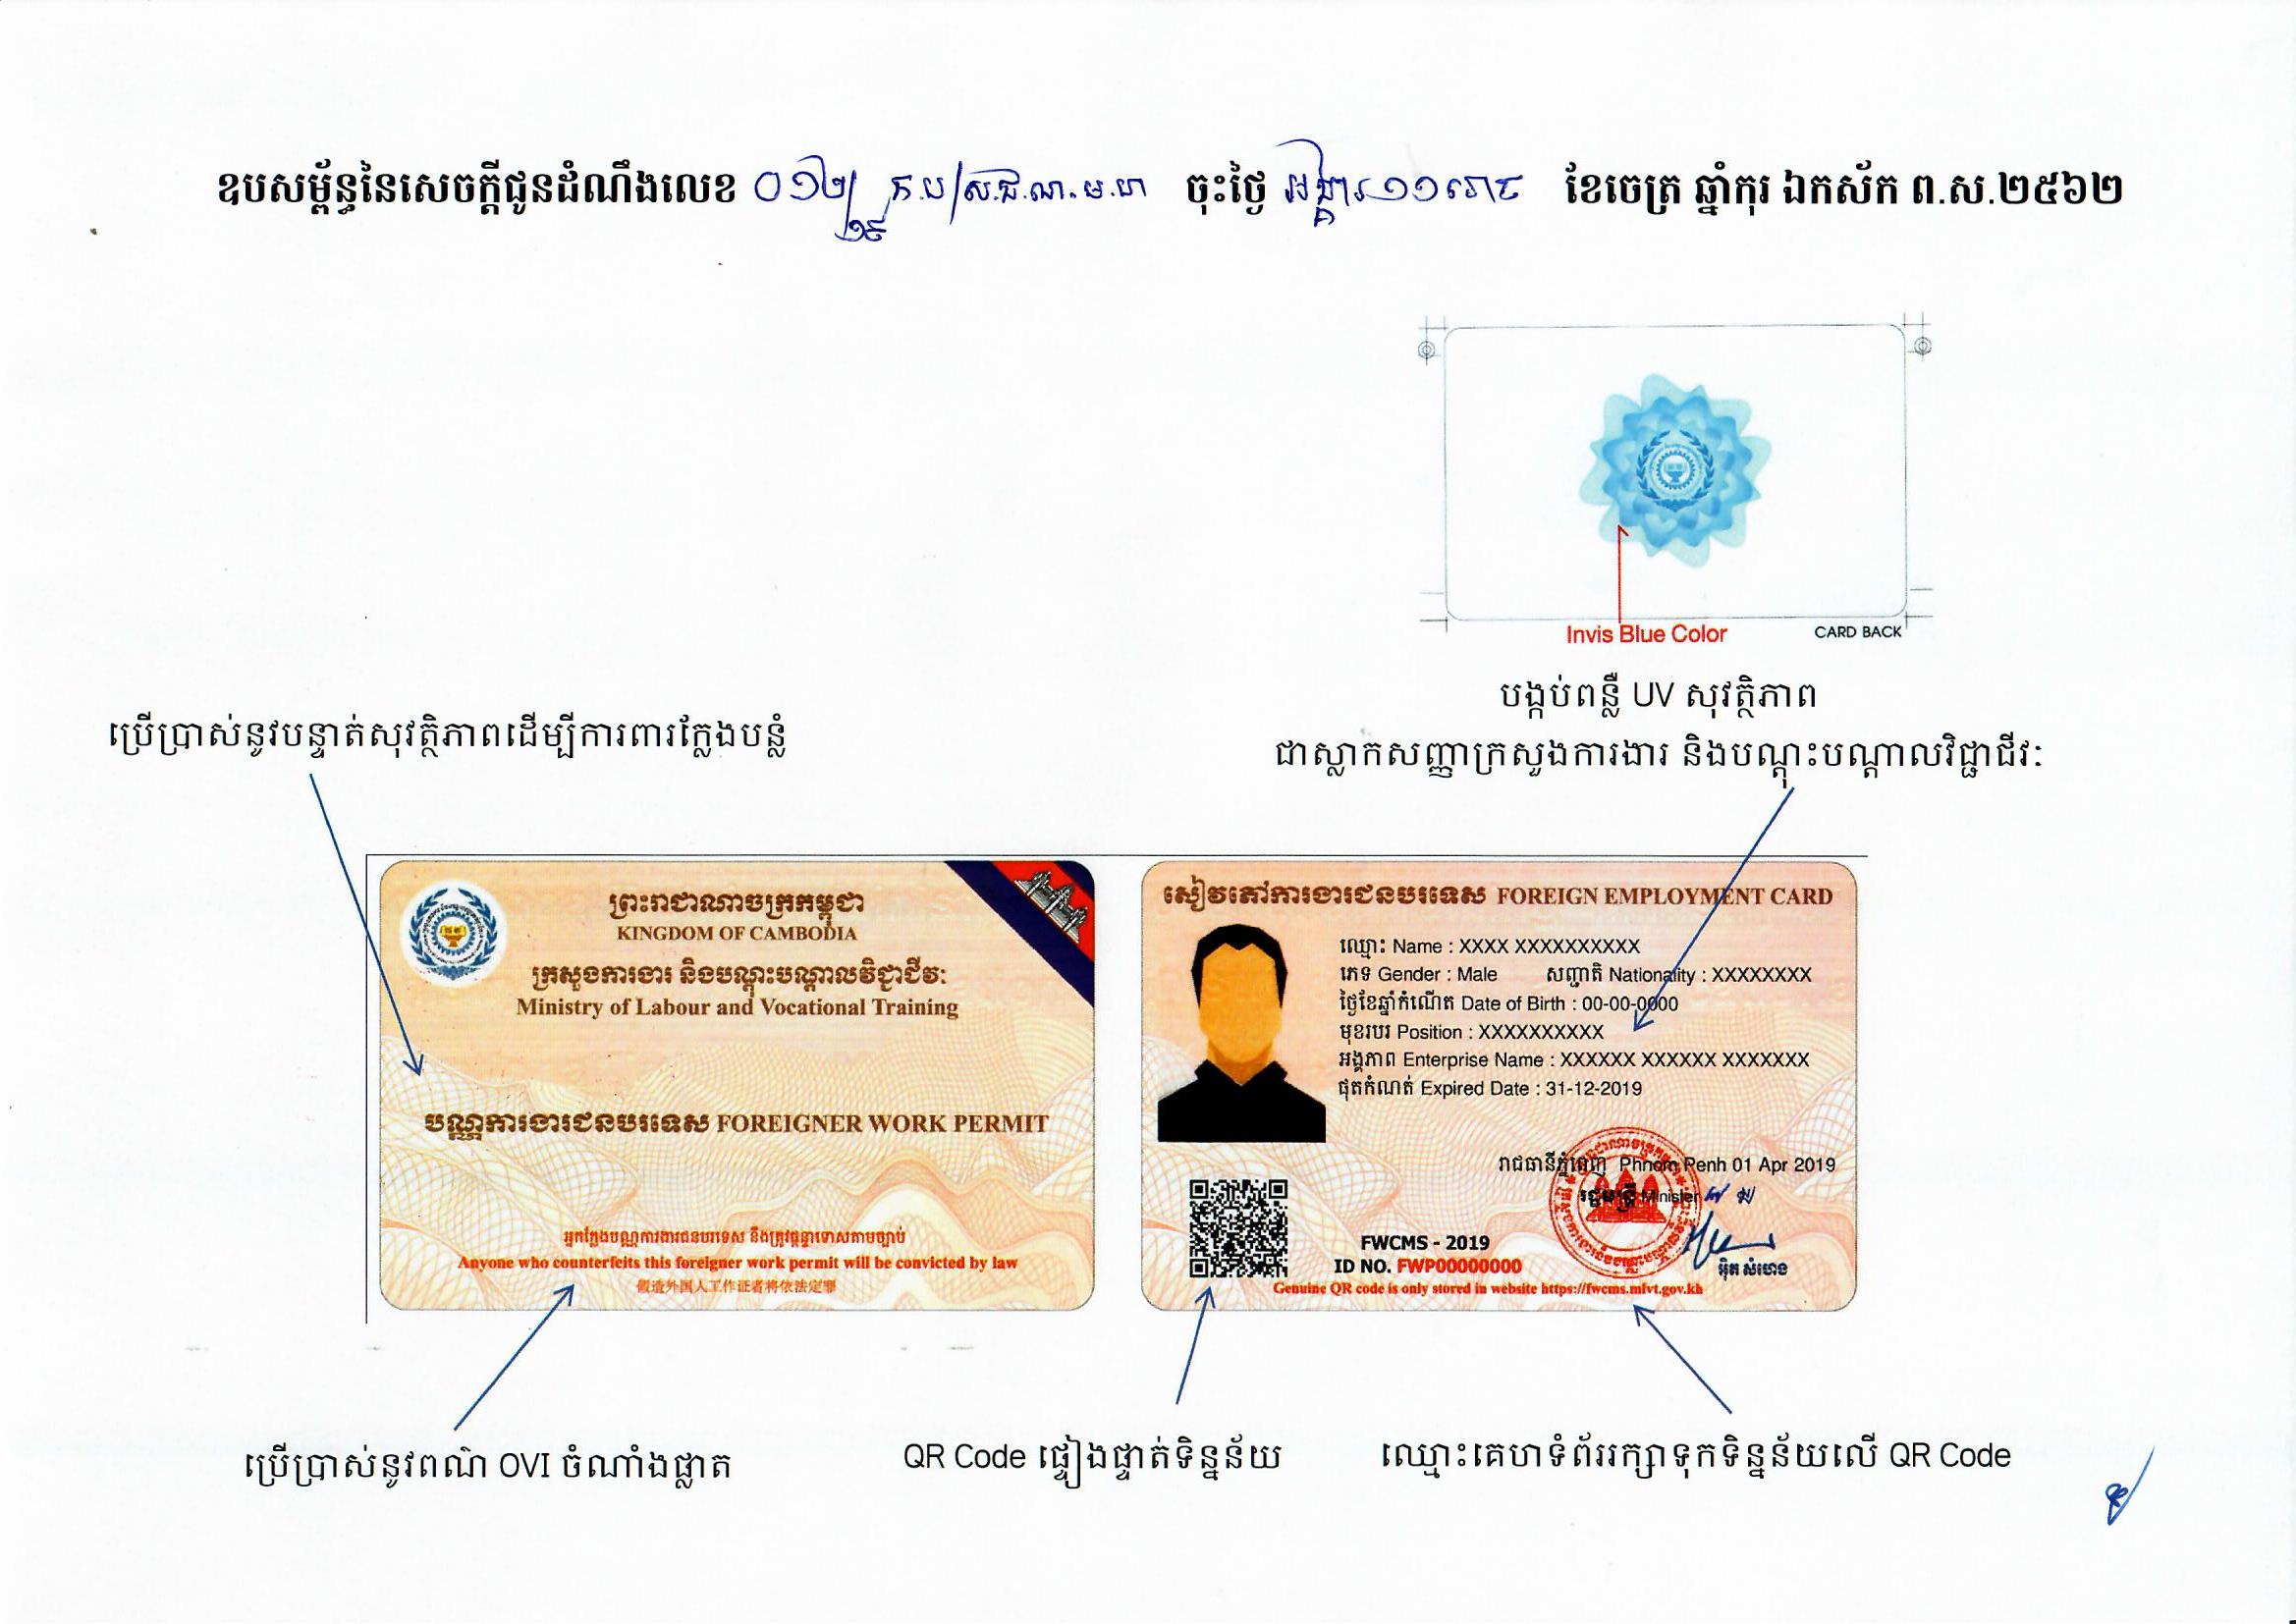 ឧបសម្ព័ន្ធនៃសេចក្តីជូនដំណឹងលេខ ០១២/១៩ ក.ប/ស.ជ.ណ. ចុះថ្ងៃ អង្គារ ១១រោច ខែចេត្រ ឆ្នាំកុរ ឯកស័ក ព.ស.២៥៦២
Invis Blue Color
CARD BACK
បង្កប់ពន្លឺ UV សុវត្ថិភាព
ជាស្លាកសញ្ញាក្រសួងការងារ និងបណ្តុះបណ្តាលវិជ្ជាជីវៈ
ប្រើប្រាស់នូវបន្ទាត់សុវត្ថិភាពដើម្បីការពារក្លែងបន្លំ
ព្រះរាជាណាចក្រកម្ពុជា
KINGDOM OF CAMBODIA
ក្រសួងការងារ និងបណ្តុះបណ្តាលវិជ្ជាជីវៈ
Ministry of Labour and Vocational Training
បណ្ណការងារជនបរទេស FOREIGNER WORK PERMIT
អ្នកក្លែងបណ្ណការងារជនបរទេស នឹងត្រូវផ្តន្ទាទោសតាមច្បាប់
Anyone who counterfeits this foreigner work permit will be convicted by law
假造外国人工作证者将依法定罪
សៀវភៅការងារជនបរទេស FOREIGN EMPLOYMENT CARD
ឈ្មោះ Name : XXXX XXXXXXXXXX
ភេទ Gender : Male សញ្ជាតិ Nationality : XXXXXXXX
ថ្ងៃខែឆ្នាំកំណើត Date of Birth : 00-00-0000
មុខរបរ Position : XXXXXXXXXX
អង្គភាព Enterprise Name : XXXXXX XXXXXX XXXXXXX
ផុតកំណត់ Expired Date : 31-12-2019
រាជធានីភ្នំពេញ Phnom Penh 01 Apr 2019
រដ្ឋមន្ត្រី Minister
អ៊ិត សំហេង
FWCMS - 2019
ID NO. FWP00000000
Genuine QR code is only stored in website https://fwcms.mlvt.gov.kh
ប្រើប្រាស់នូវពណ៌ OVI ចំណាំងផ្លាត
QR Code ផ្ទៀងផ្ទាត់ទិន្នន័យ
ឈ្មោះគេហទំព័ររក្សាទុកទិន្នន័យលើ QR Code